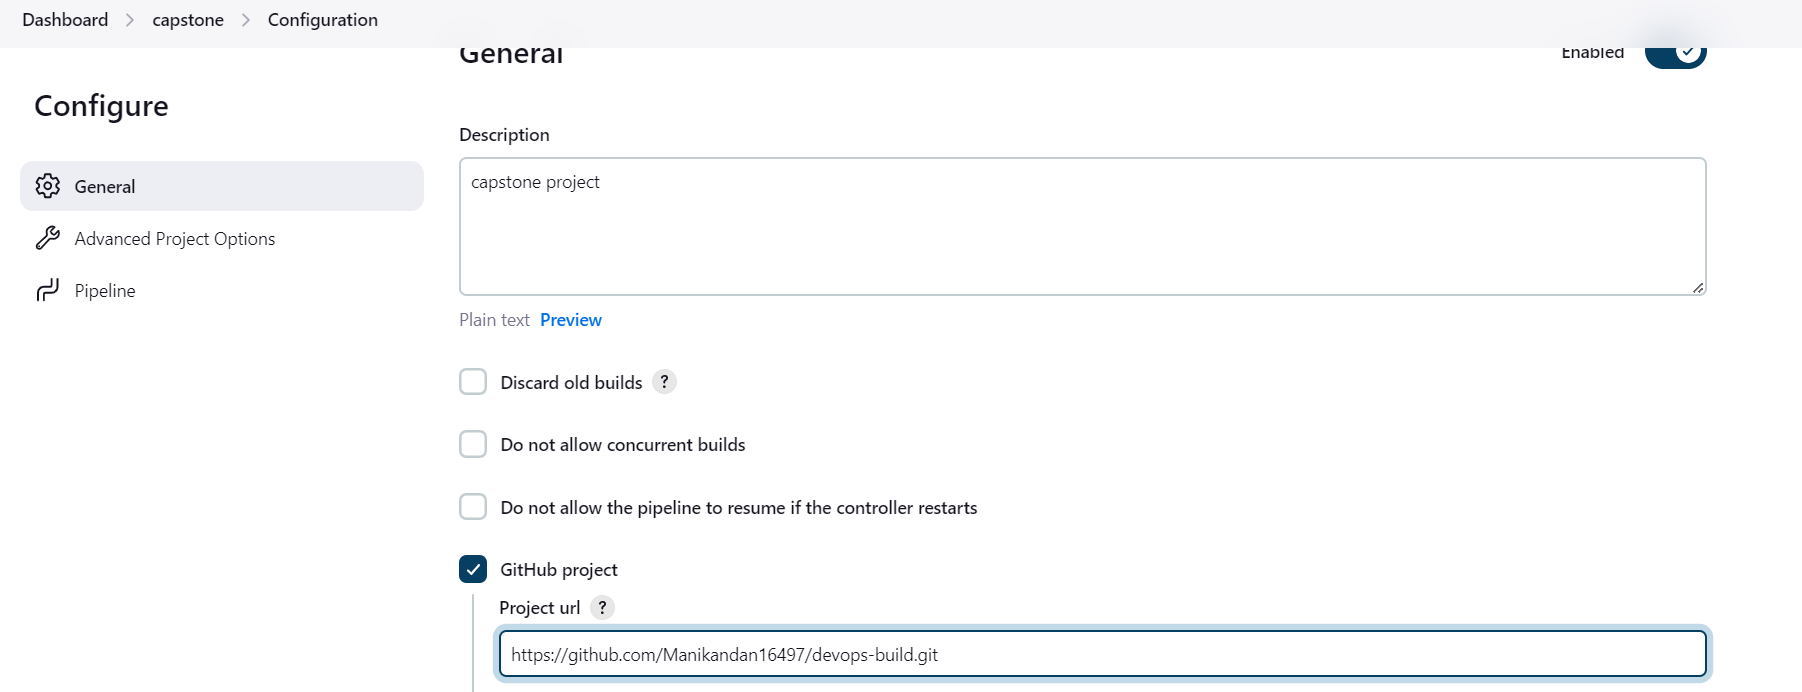 Dashboard > capstone > Configuration
General
Enabled
Configure
Description
General
capstone project
Advanced Project Options
Pipeline
Plain text Preview
Discard old builds ?
Do not allow concurrent builds
Do not allow the pipeline to resume if the controller restarts
GitHub project
Project url ?
https://github.com/Manikandan16497/devops-build.git